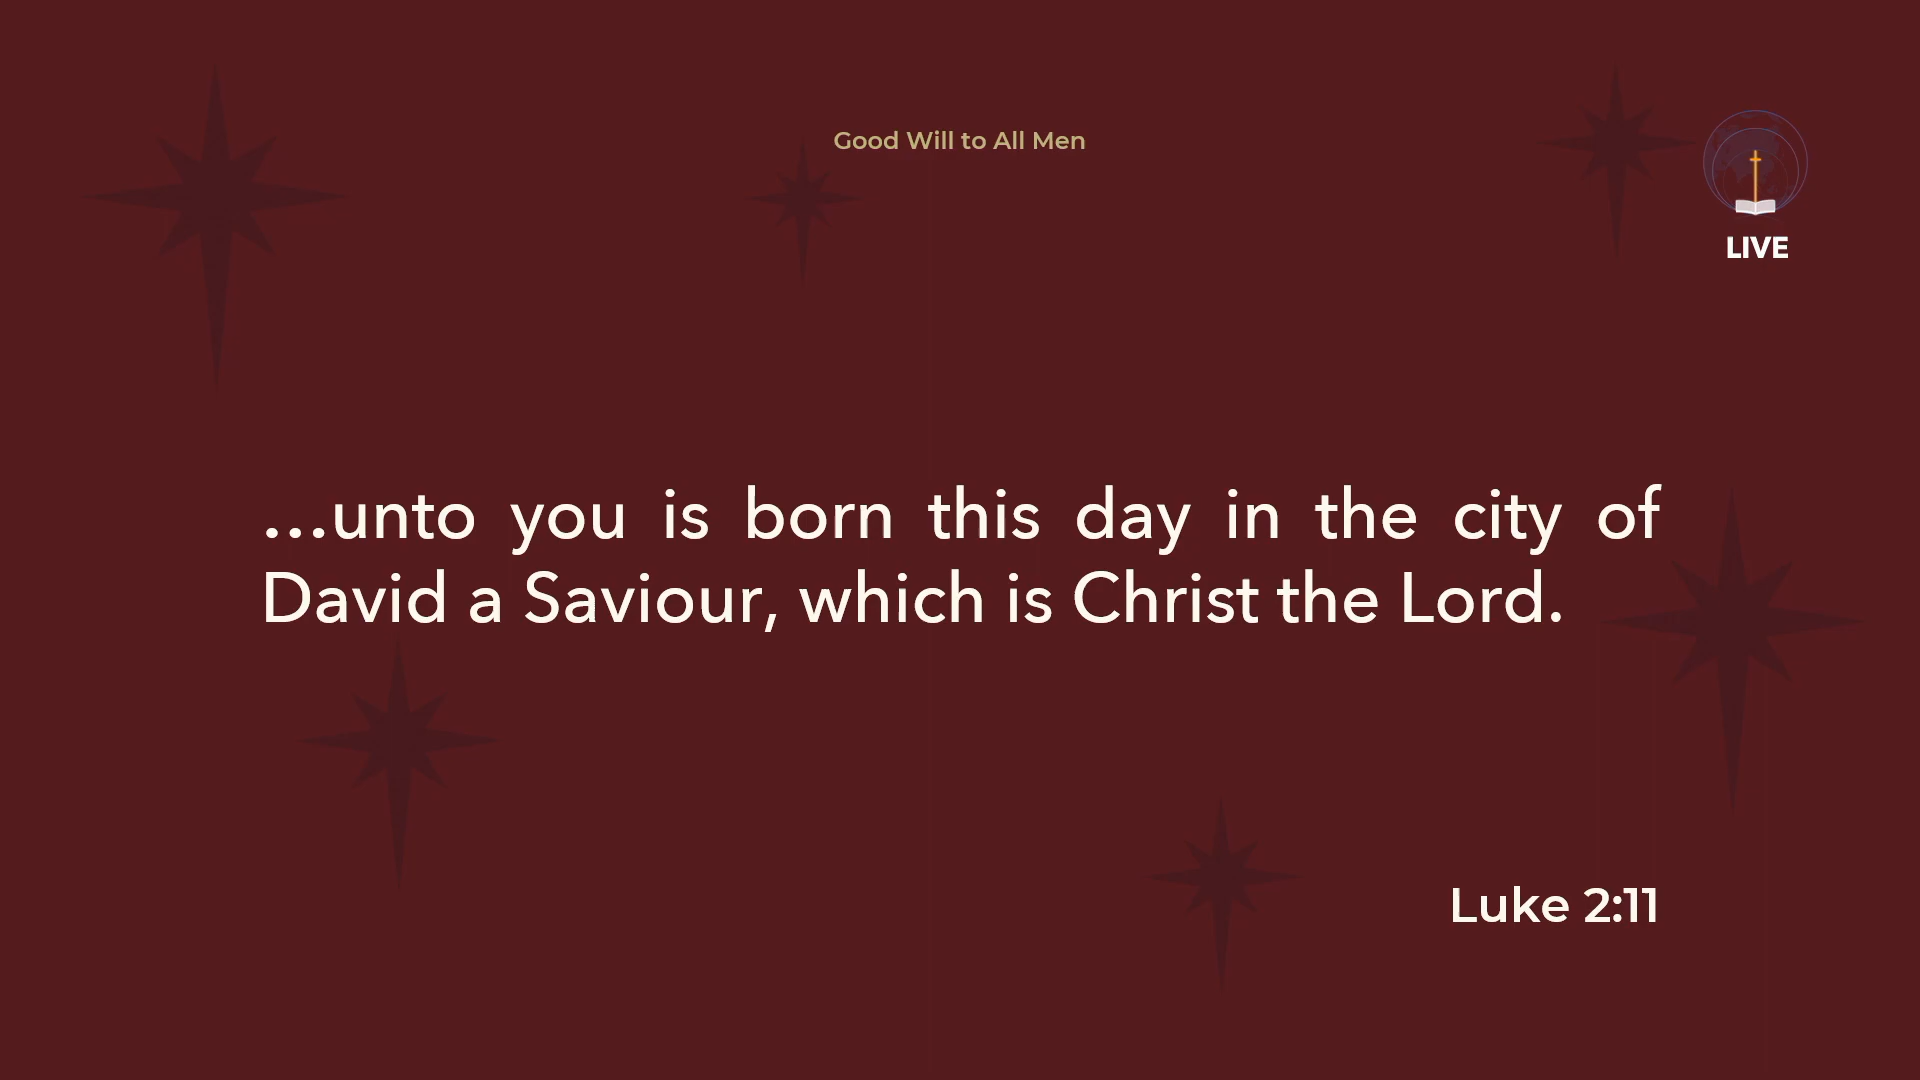 Good Will to All Men
LIVE
...unto you is born this day in the city of
David a Saviour, which is Christ the Lord.
Luke 2:11